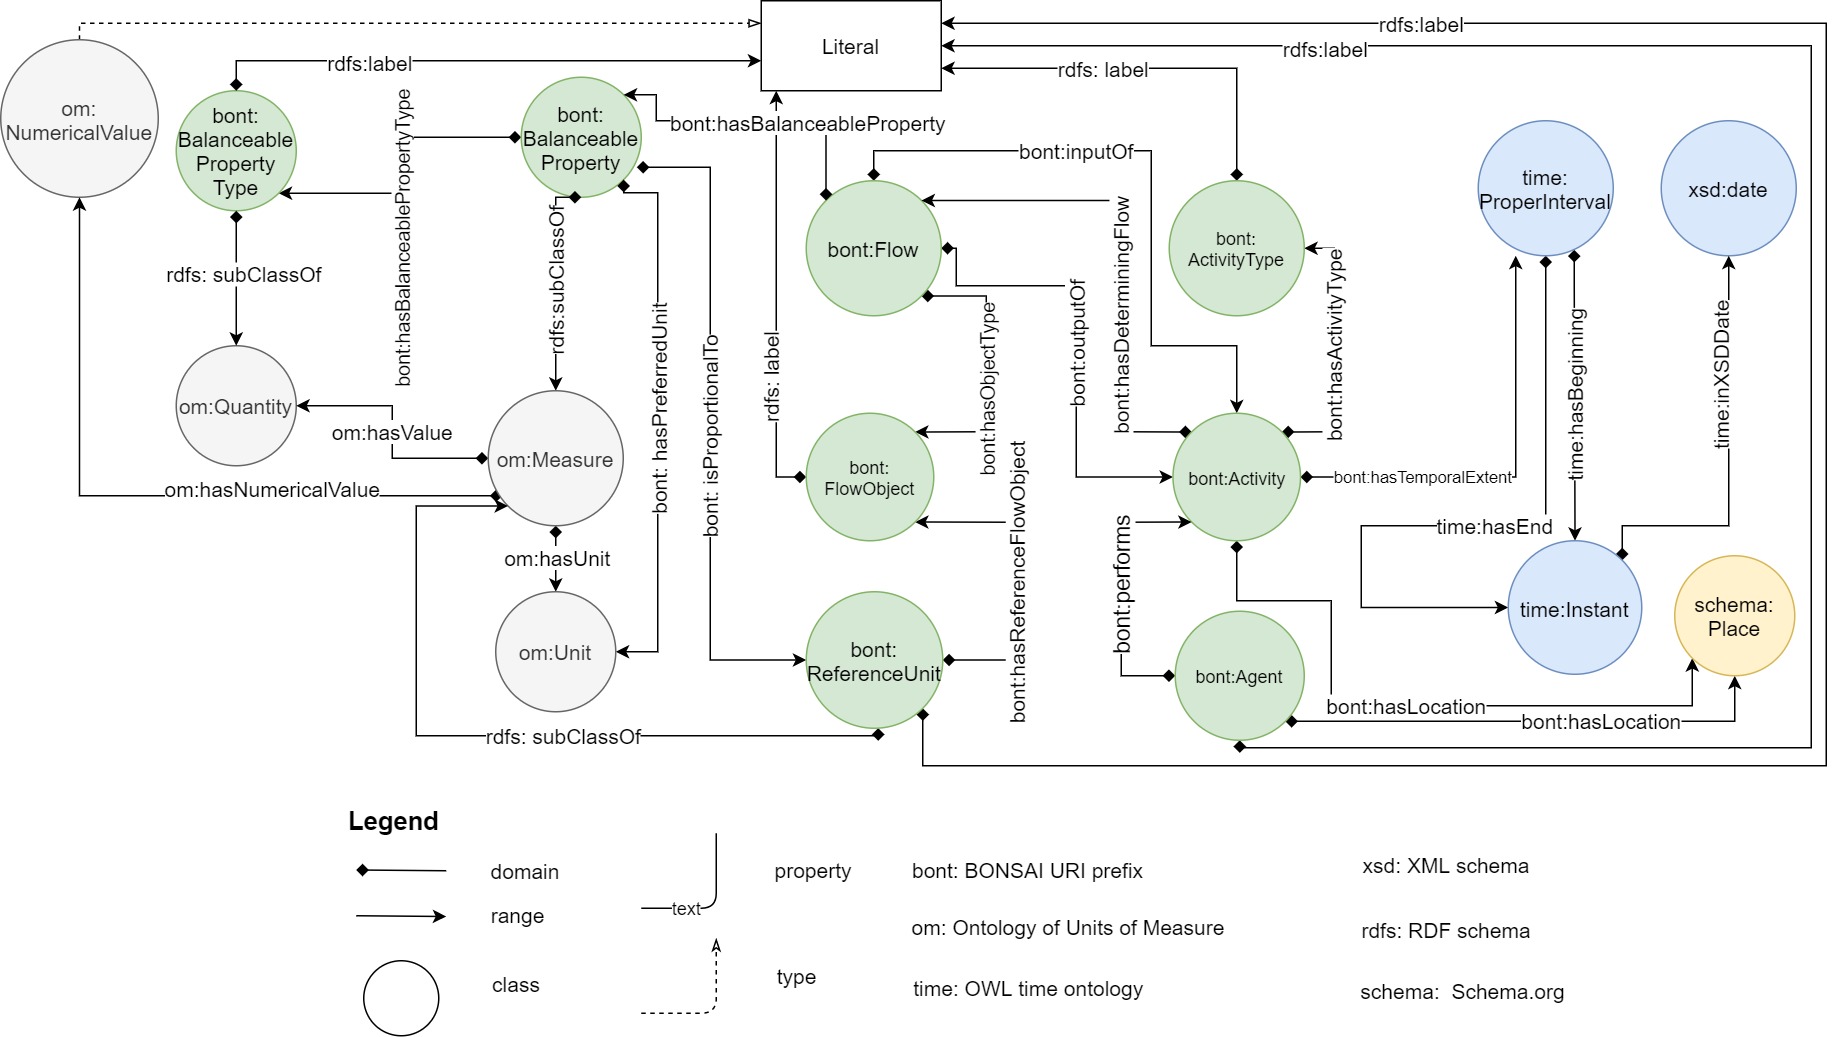 rdfs:label
Literal
rdfs:label
rdfs:label
rdfs: label
om:
NumericalValue
bont:
Balanceable
Property
Type
bont:hasBalanceablePropertyType
bont:
Balanceable
Property
bont:hasBalanceableProperty
bont:inputOf
time:
ProperInterval
xsd:date
bont:Flow
bont:hasDeterminingFlow
bont:
ActivityType
rdfs: subClassOf
rdfs:subClassOf
bont: hasPreferredUnit
bont: isProportionalTo
rdfs: label
bont:hasObjectType
bont:outputOf
bont:hasActivityType
time:hasBeginning
time:inXSDDate
om:Quantity
om:hasValue
om:Measure
om:hasNumericalValue
bont:
FlowObject
bont:Activity
bont:hasTemporalExtent
om:hasUnit
bont:hasReferenceFlowObject
bont:performs
time:hasEnd
time:Instant
schema:
Place
om:Unit
bont:
ReferenceUnit
bont:Agent
bont:hasLocation
bont:hasLocation
rdfs: subClassOf
Legend
domain
range
class
text
property
type
bont: BONSAI URI prefix
om: Ontology of Units of Measure
time: OWL time ontology
xsd: XML schema
rdfs: RDF schema
schema:  Schema.org